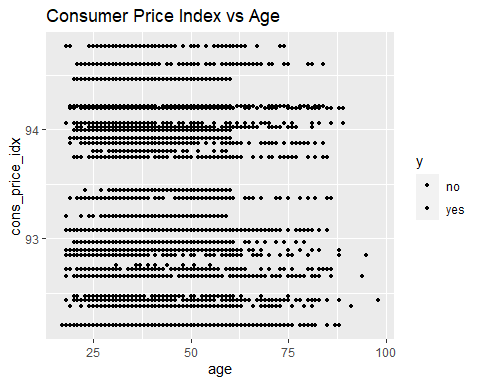 Consumer Price Index vs Age
cons_price_idx
94
93
25
50
75
100
age
y
no
yes